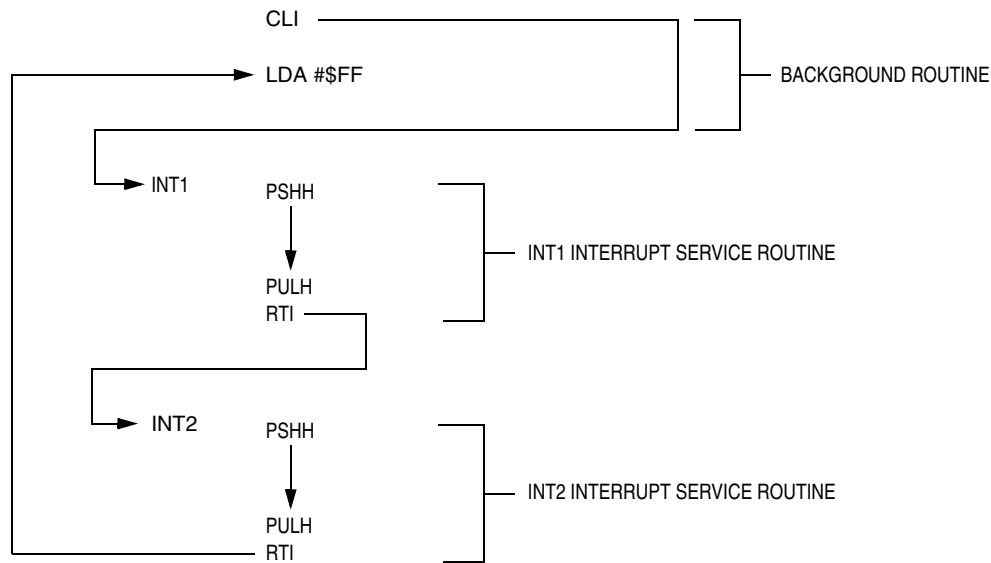 CLI
LDA #$FF
BACKGROUND ROUTINE
INT1
PSHH
INT1 INTERRUPT SERVICE ROUTINE
PULH
RTI
INT2
PSHH
INT2 INTERRUPT SERVICE ROUTINE
PULH
RTI